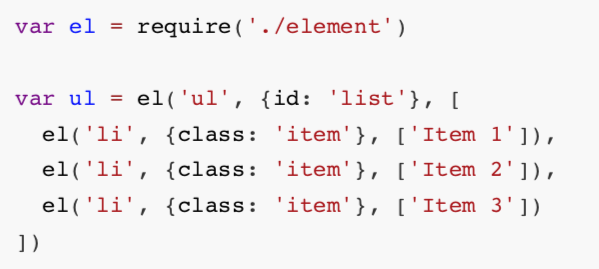 var el = require('./element')
var ul = el('ul', {id: 'list'}, [
el('li', {class: 'item'}, ['Item 1']),
el('li', {class: 'item'}, ['Item 2']),
el('li', {class: 'item'}, ['Item 3'])
])